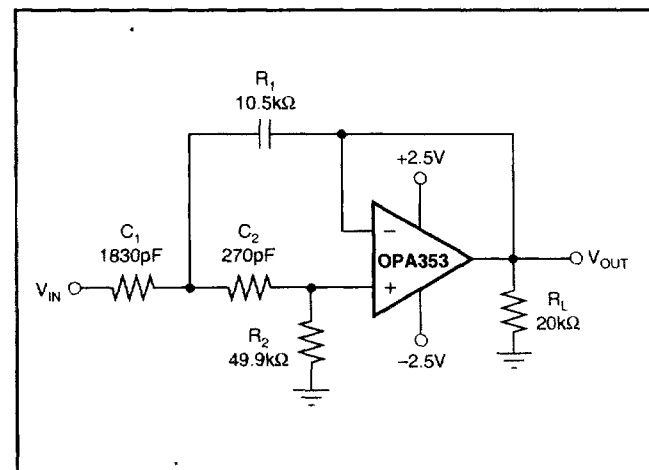 R1
10.5kΩ
+2.5V
C1
1830pF
C2
270pF
−
OPA353
+
VIN
VOUT
R2
49.9kΩ
RL
20kΩ
−2.5V